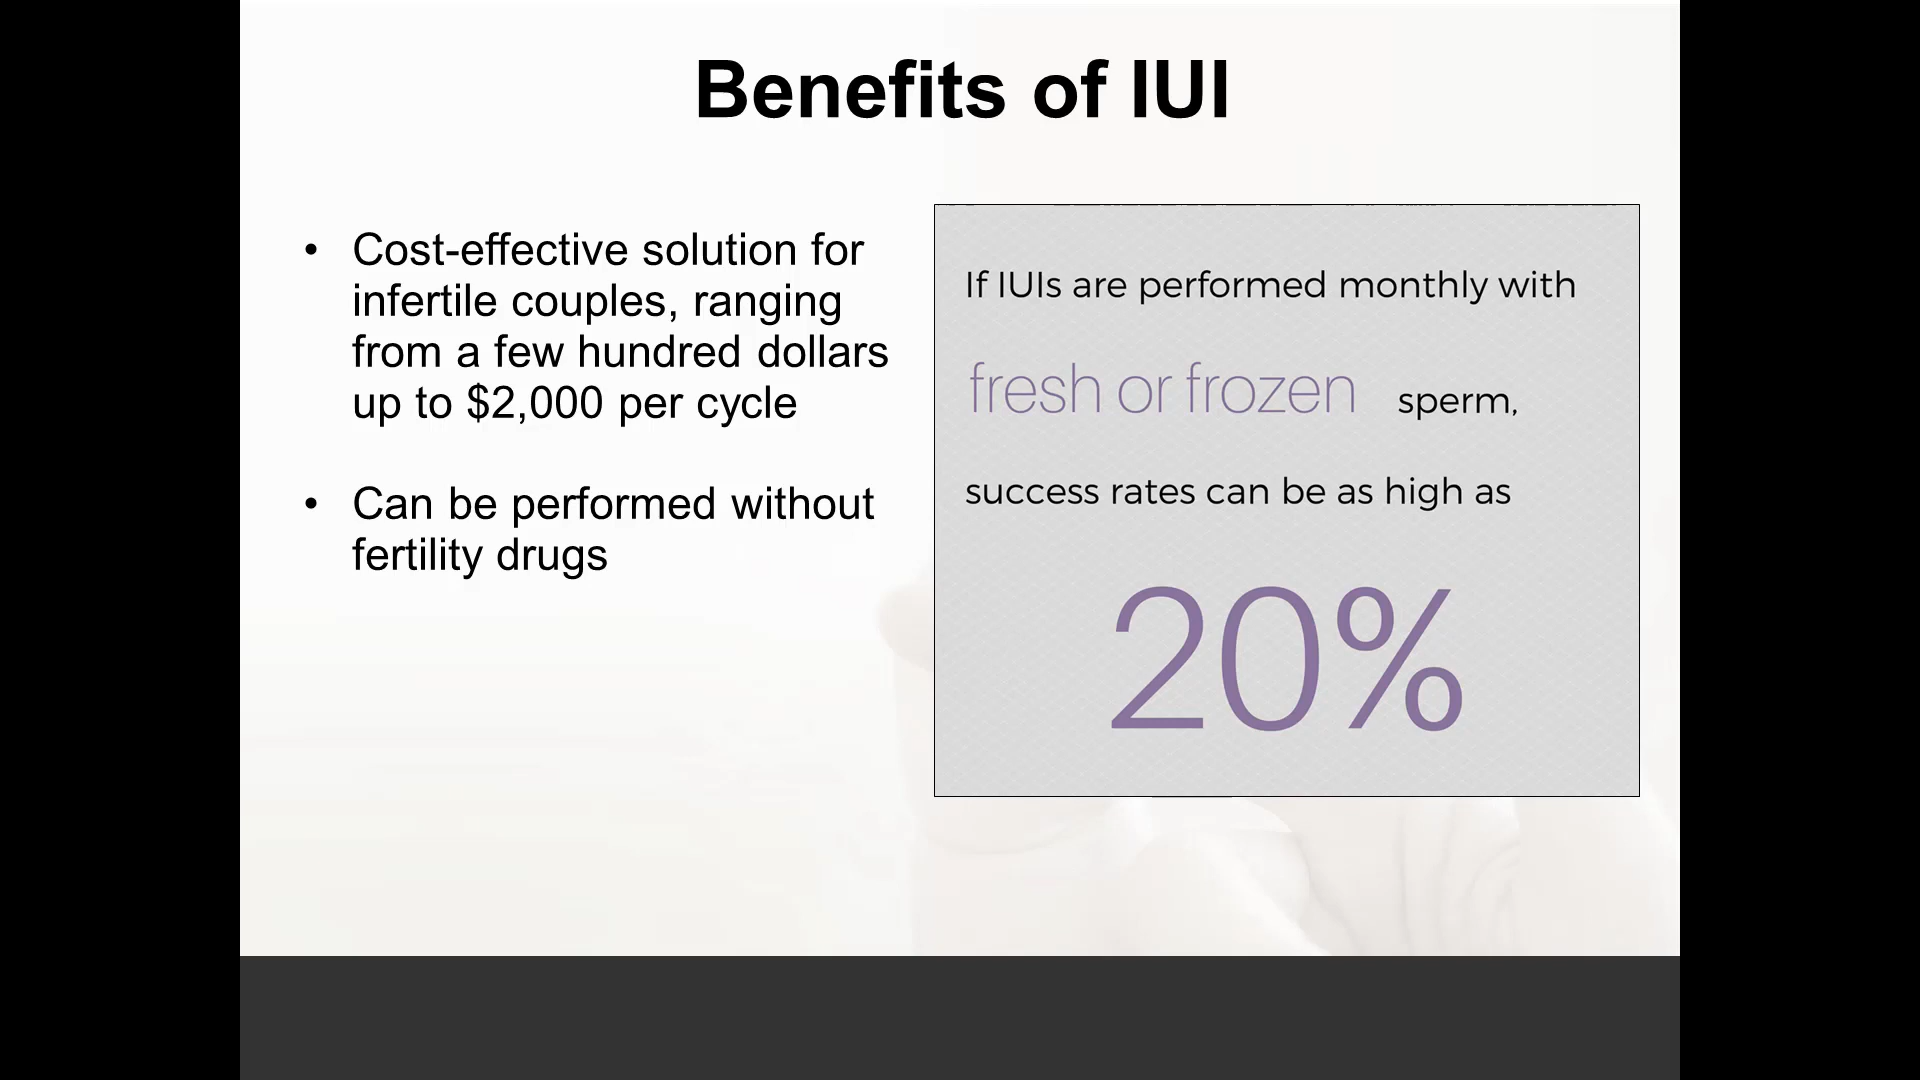 Benefits of IUI
• Cost-effective solution for
infertile couples, ranging
from a few hundred dollars
up to $2,000 per cycle
• Can be performed without
fertility drugs
If IUIs are performed monthly with
fresh or frozen sperm,
success rates can be as high as
20%